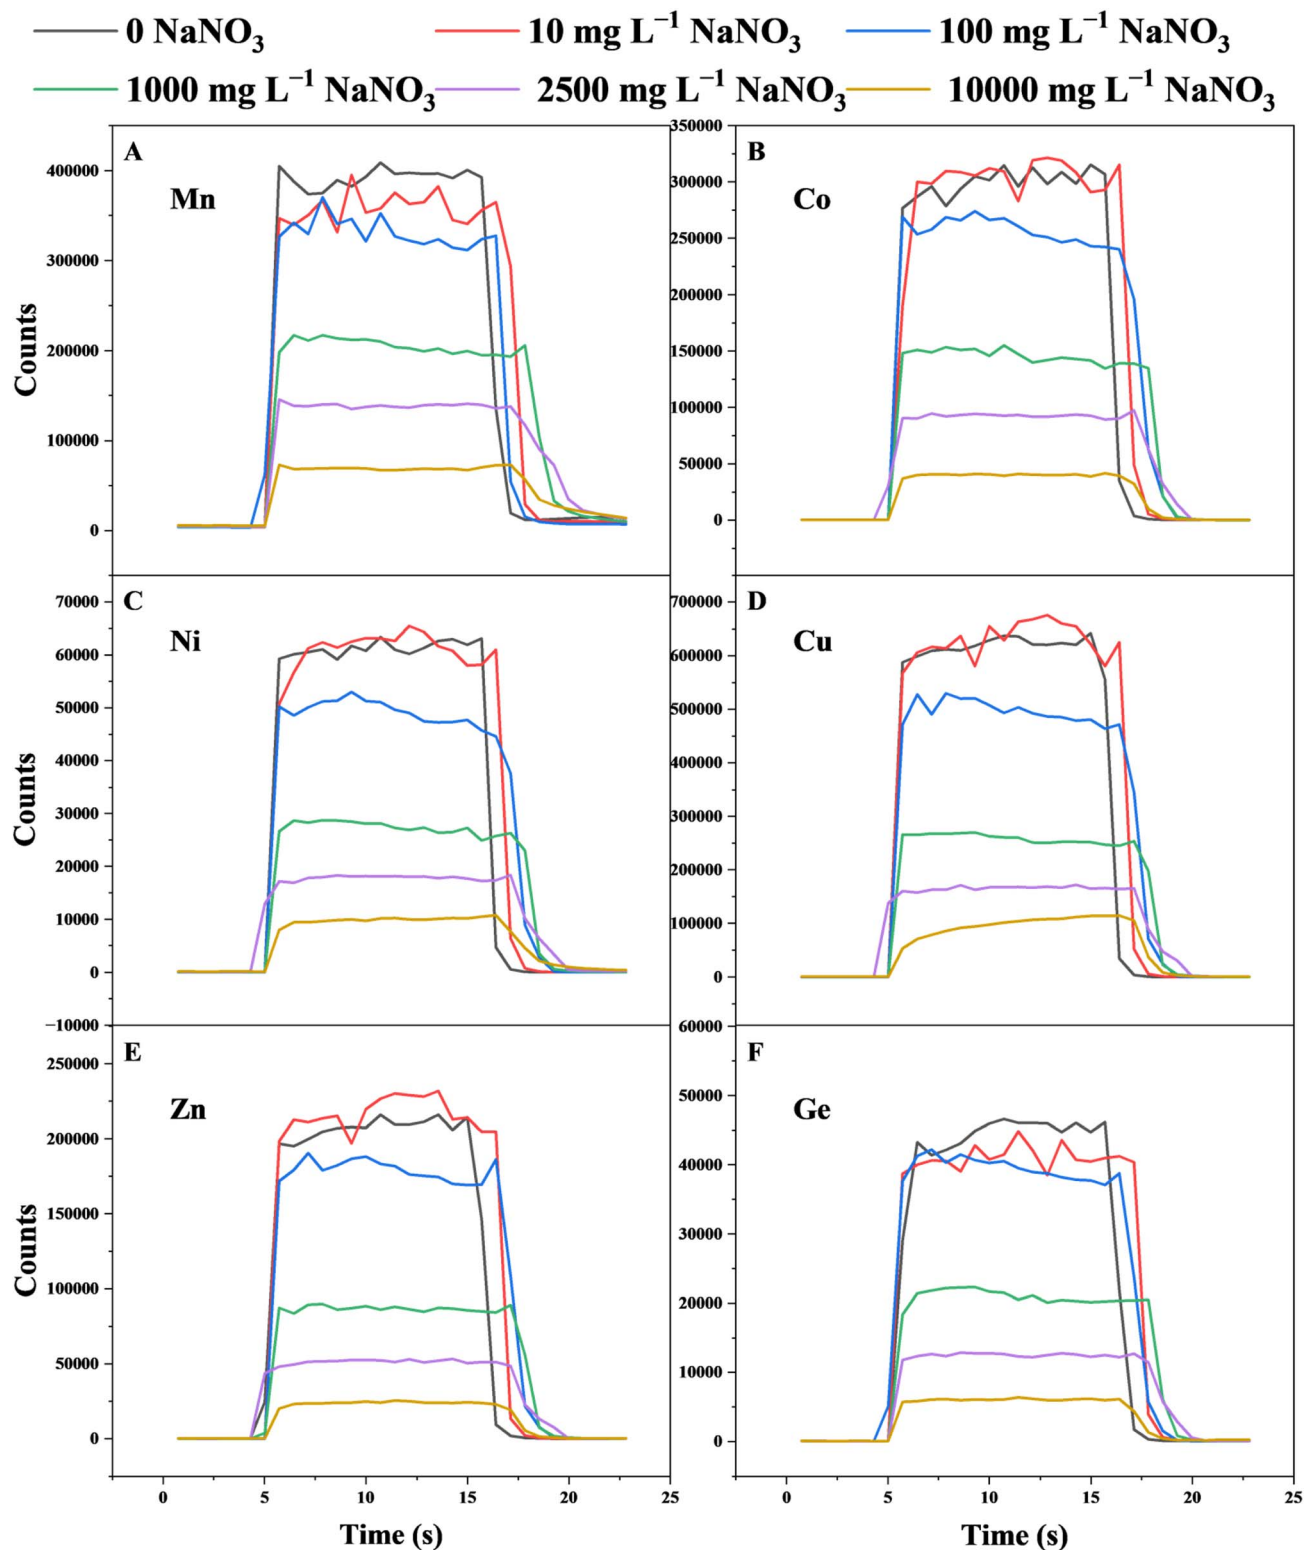 0 NaNO₃ 10 mg L⁻¹ NaNO₃ 100 mg L⁻¹ NaNO₃
1000 mg L⁻¹ NaNO₃ 2500 mg L⁻¹ NaNO₃ 10000 mg L⁻¹ NaNO₃
A
Mn
Counts
400000
300000
200000
100000
0
B
Co
350000
300000
250000
200000
150000
100000
50000
0
C
Ni
Counts
70000
60000
50000
40000
30000
20000
10000
0
−10000
D
Cu
700000
600000
500000
400000
300000
200000
100000
0
E
Zn
Counts
250000
200000
150000
100000
50000
0
0 5 10 15 20 25
Time (s)
F
Ge
60000
50000
40000
30000
20000
10000
0
0 5 10 15 20 25
Time (s)